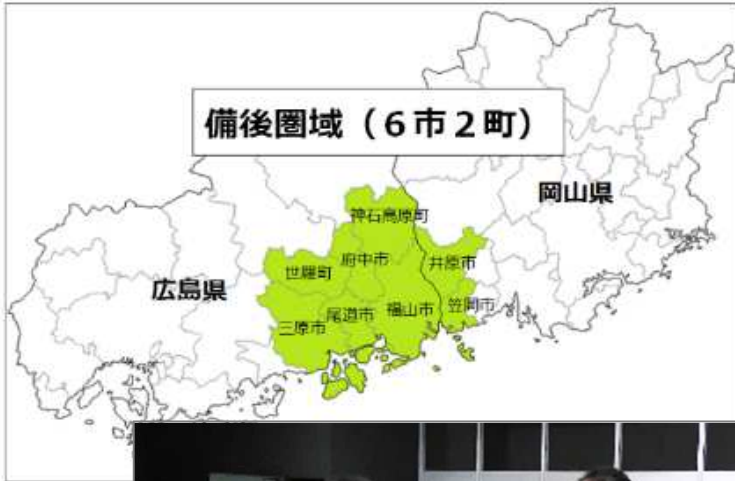 備後圏域（６市２町）
岡山県
神石高原町
府中市
井原市
世羅町
広島県
福山市
笠岡市
尾道市
三原市